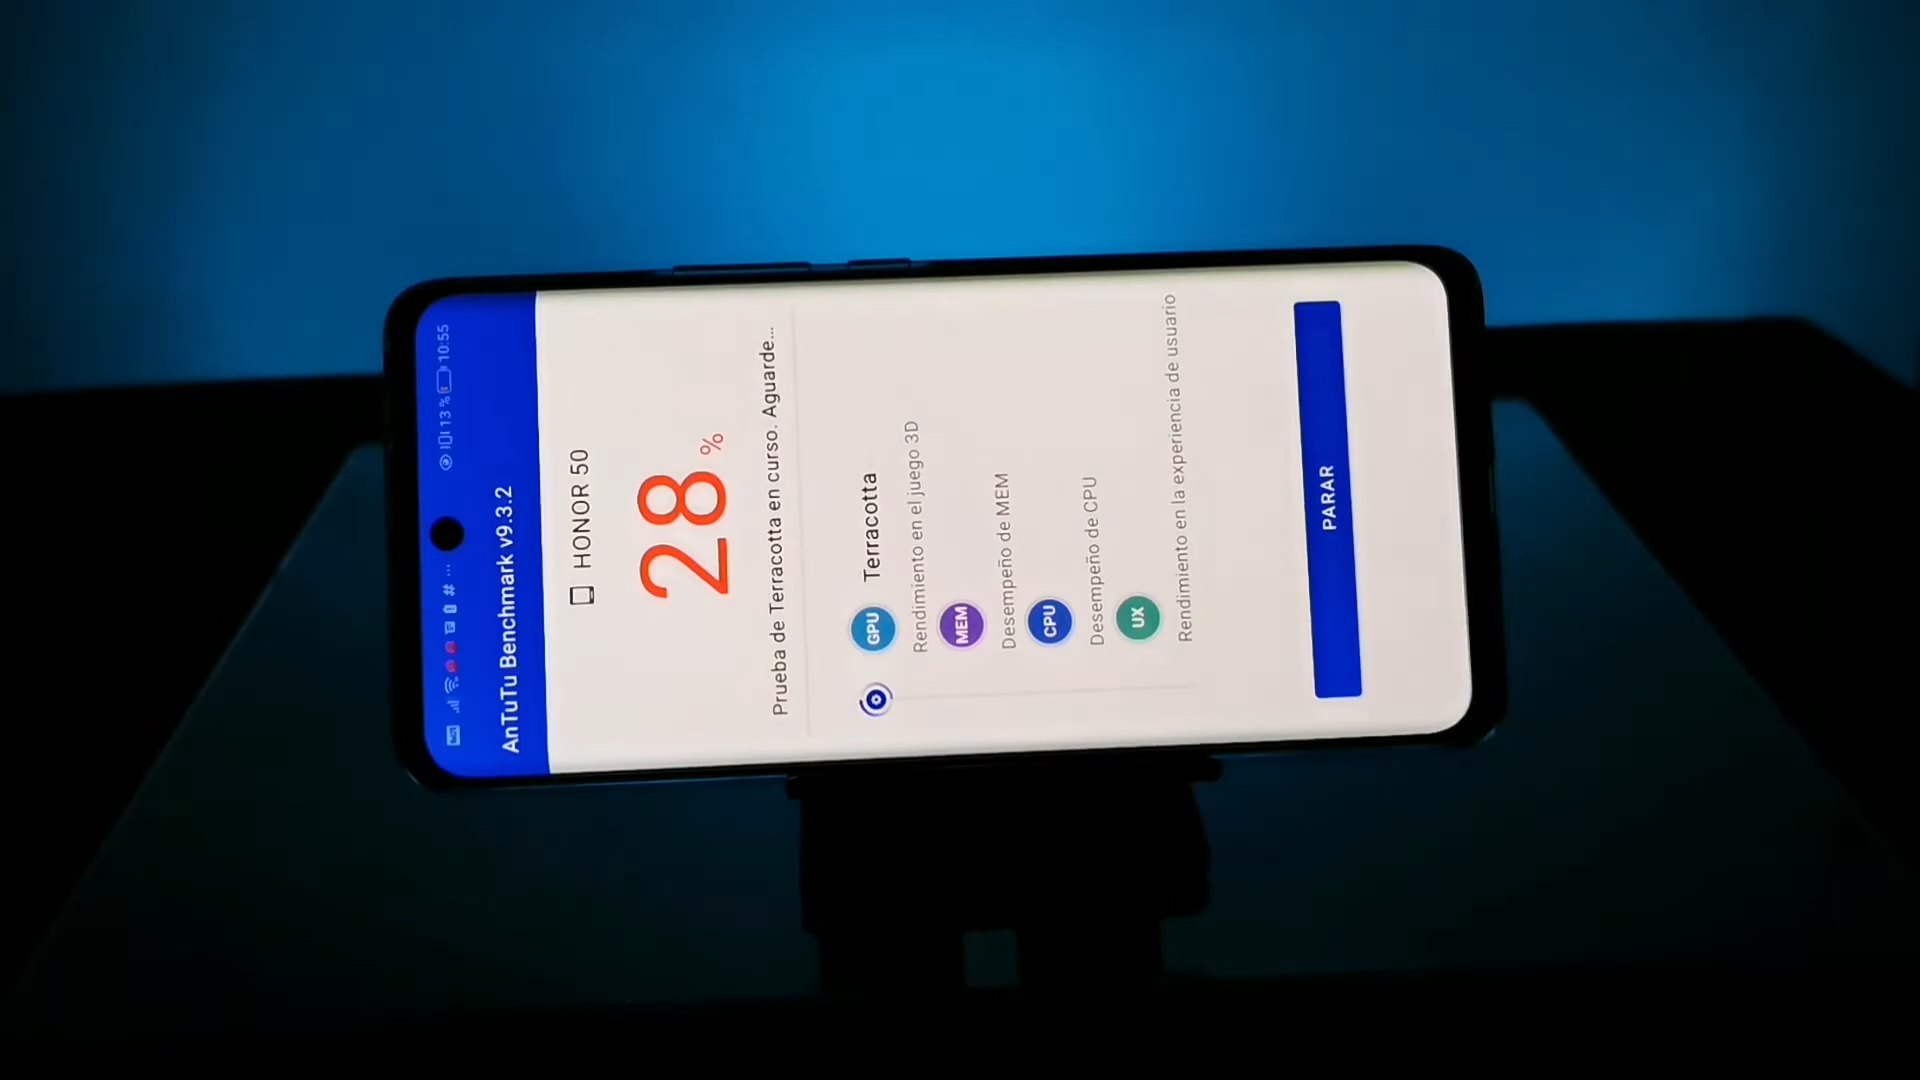 13 % 10:55
AnTuTu Benchmark v9.3.2
HONOR 50
28 %
Prueba de Terracotta en curso. Aguarde...
GPU Terracotta
Rendimiento en el juego 3D
MEM
Desempeño de MEM
CPU
Desempeño de CPU
UX
Rendimiento en la experiencia de usuario
PARAR